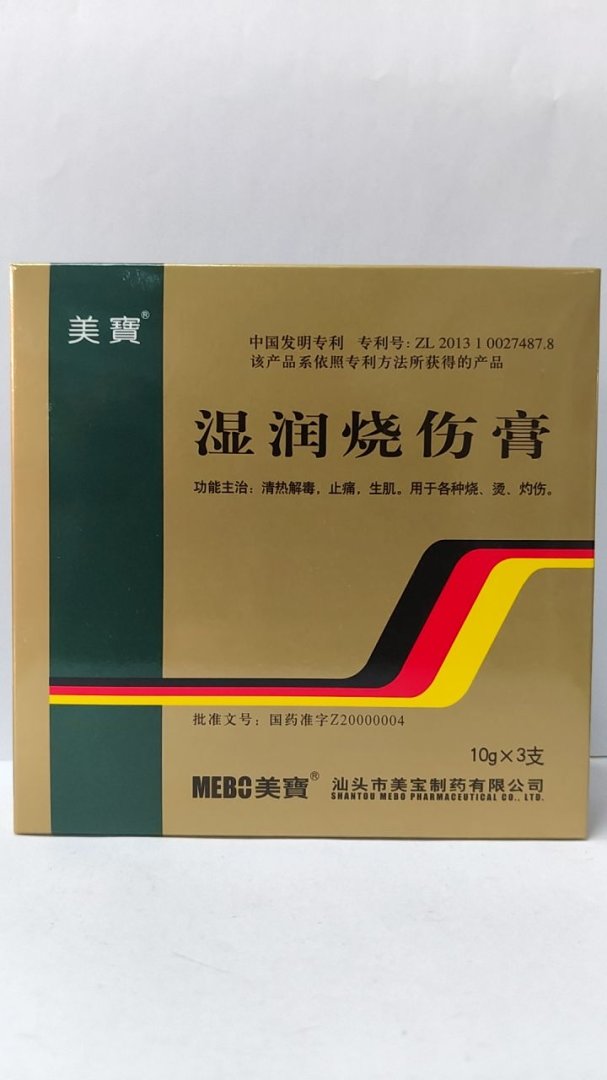 美寶®
中国发明专利 专利号：ZL 2013 1 0027487.8
该产品系依照专利方法所获得的产品
湿润烧伤膏
功能主治：清热解毒，止痛，生肌。用于各种烧、烫、灼伤。
批准文号：国药准字Z20000004
10g×3支
MEBO美寶® 汕头市美宝制药有限公司
SHANTOU MEBO PHARMACEUTICAL CO., LTD.